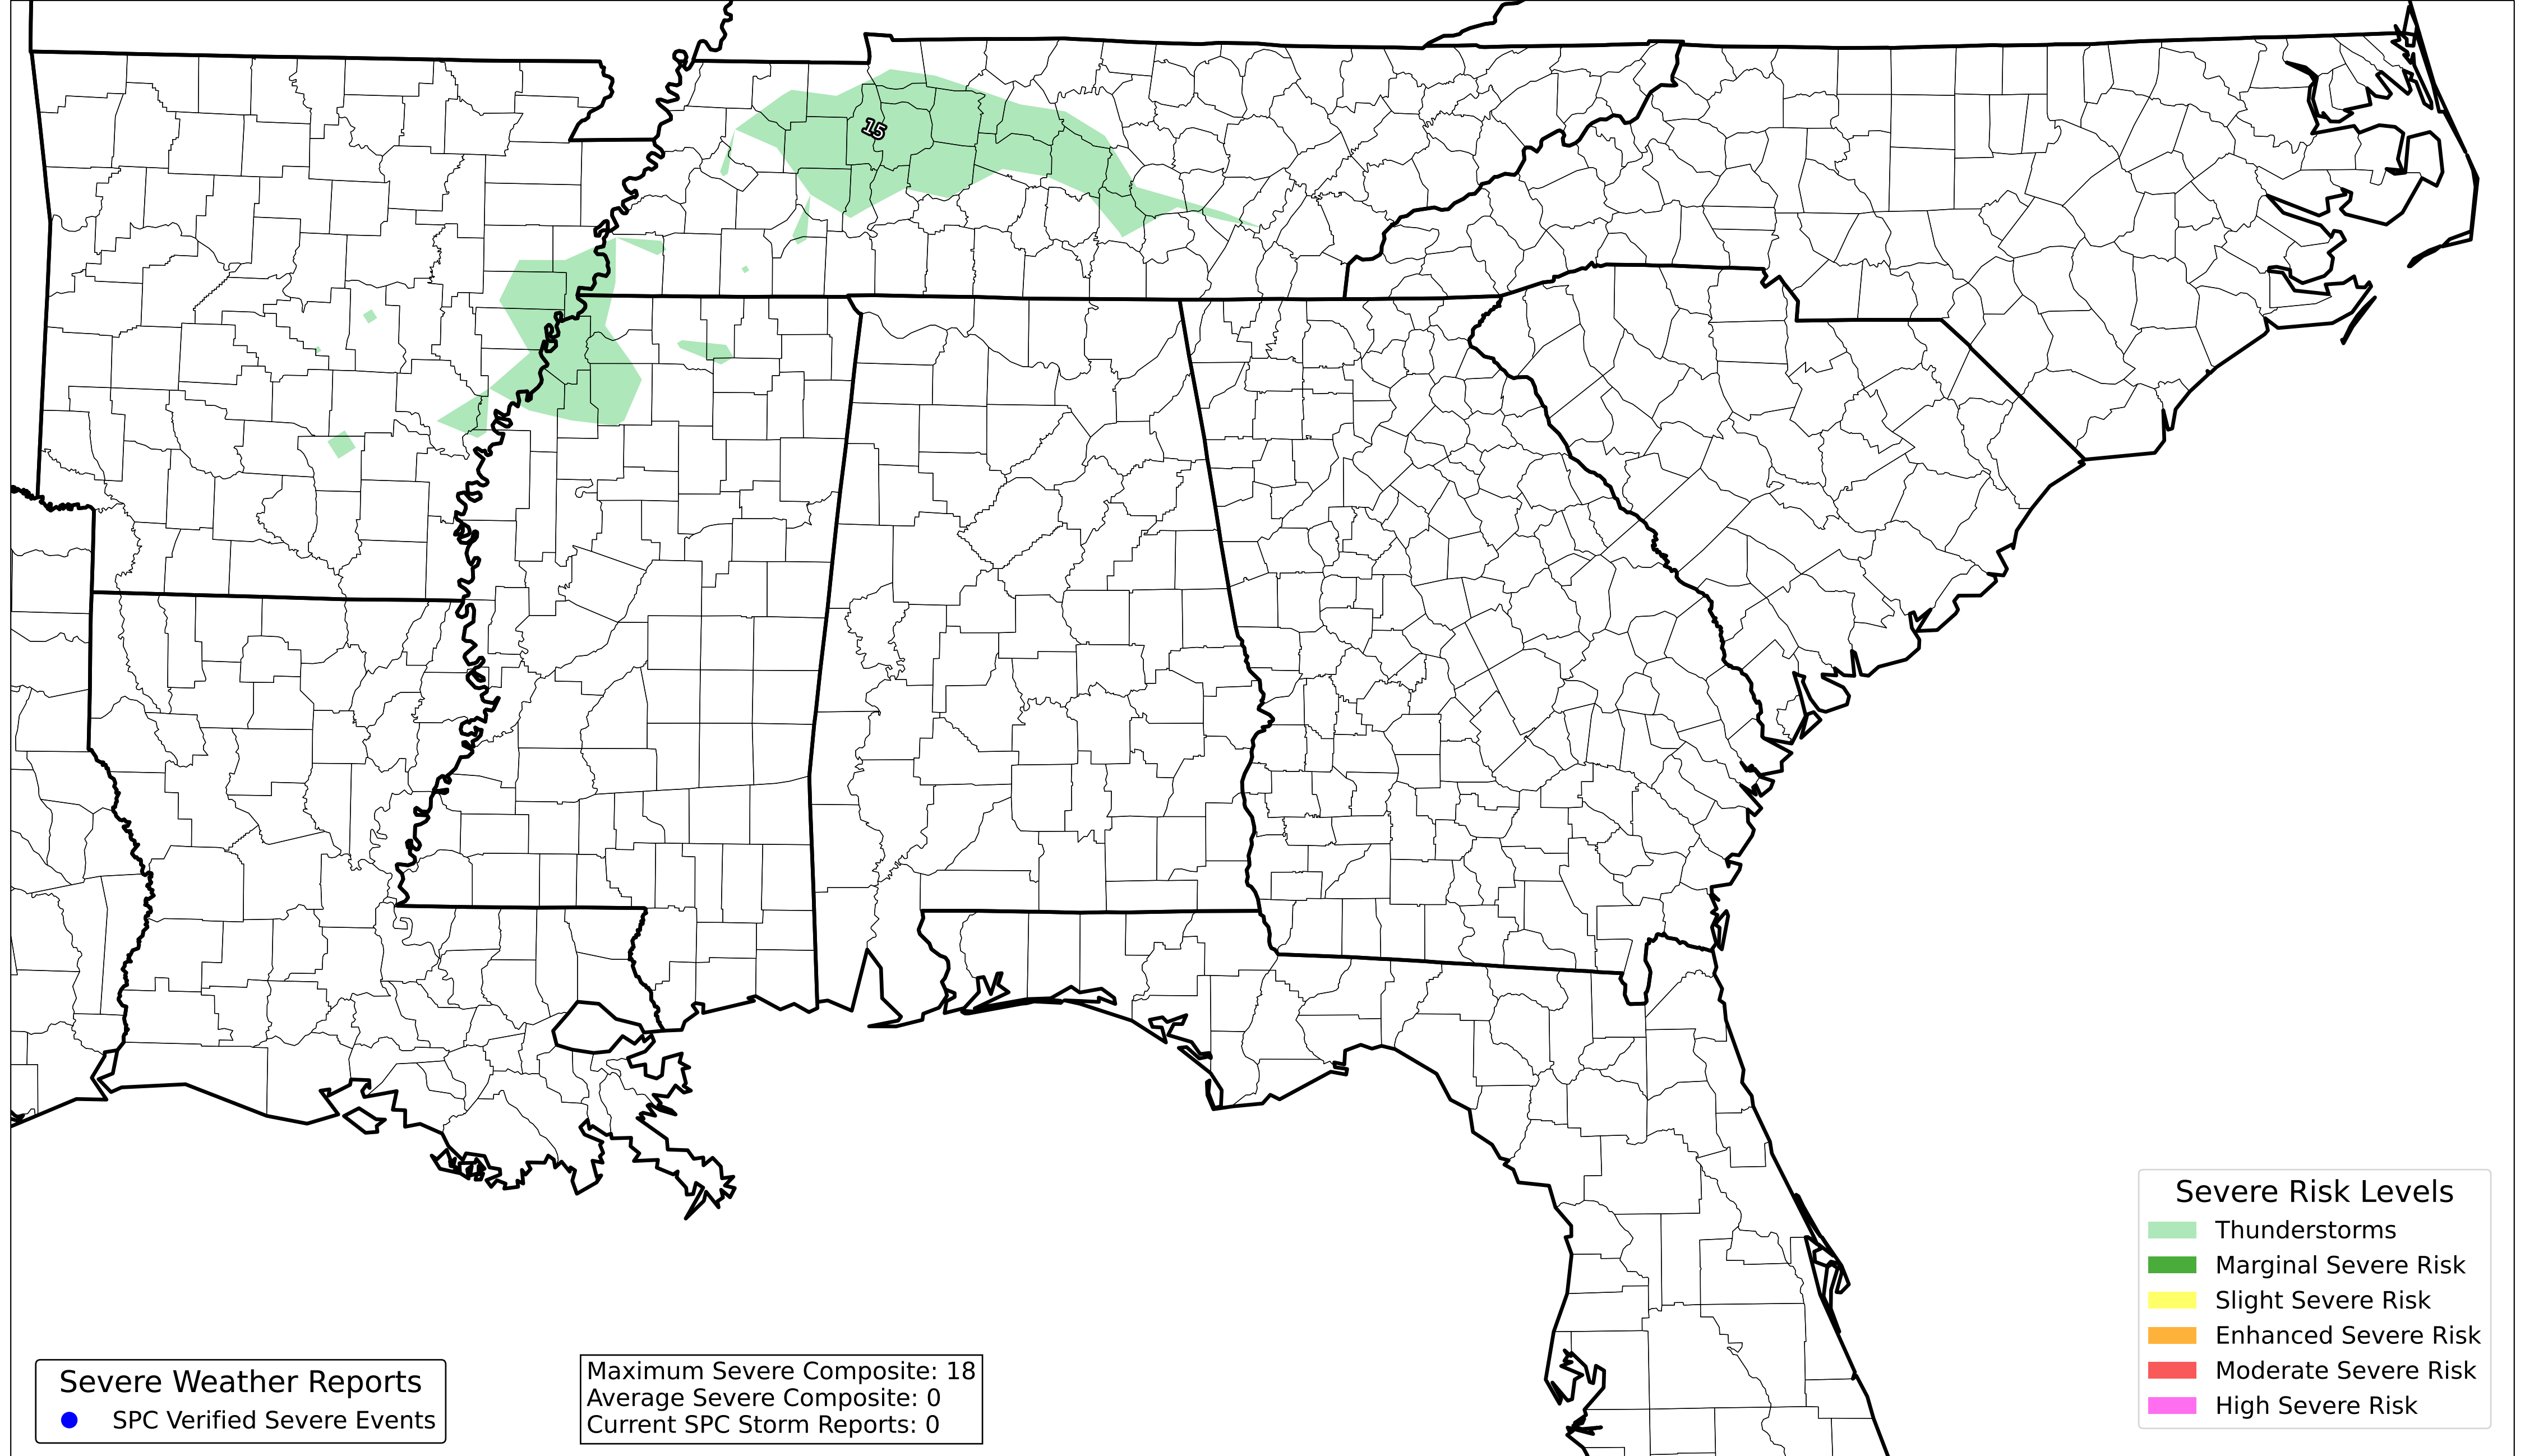 15
Severe Risk Levels
Thunderstorms
Marginal Severe Risk
Slight Severe Risk
Enhanced Severe Risk
Moderate Severe Risk
High Severe Risk
Severe Weather Reports
SPC Verified Severe Events
Maximum Severe Composite: 18
Average Severe Composite: 0
Current SPC Storm Reports: 0